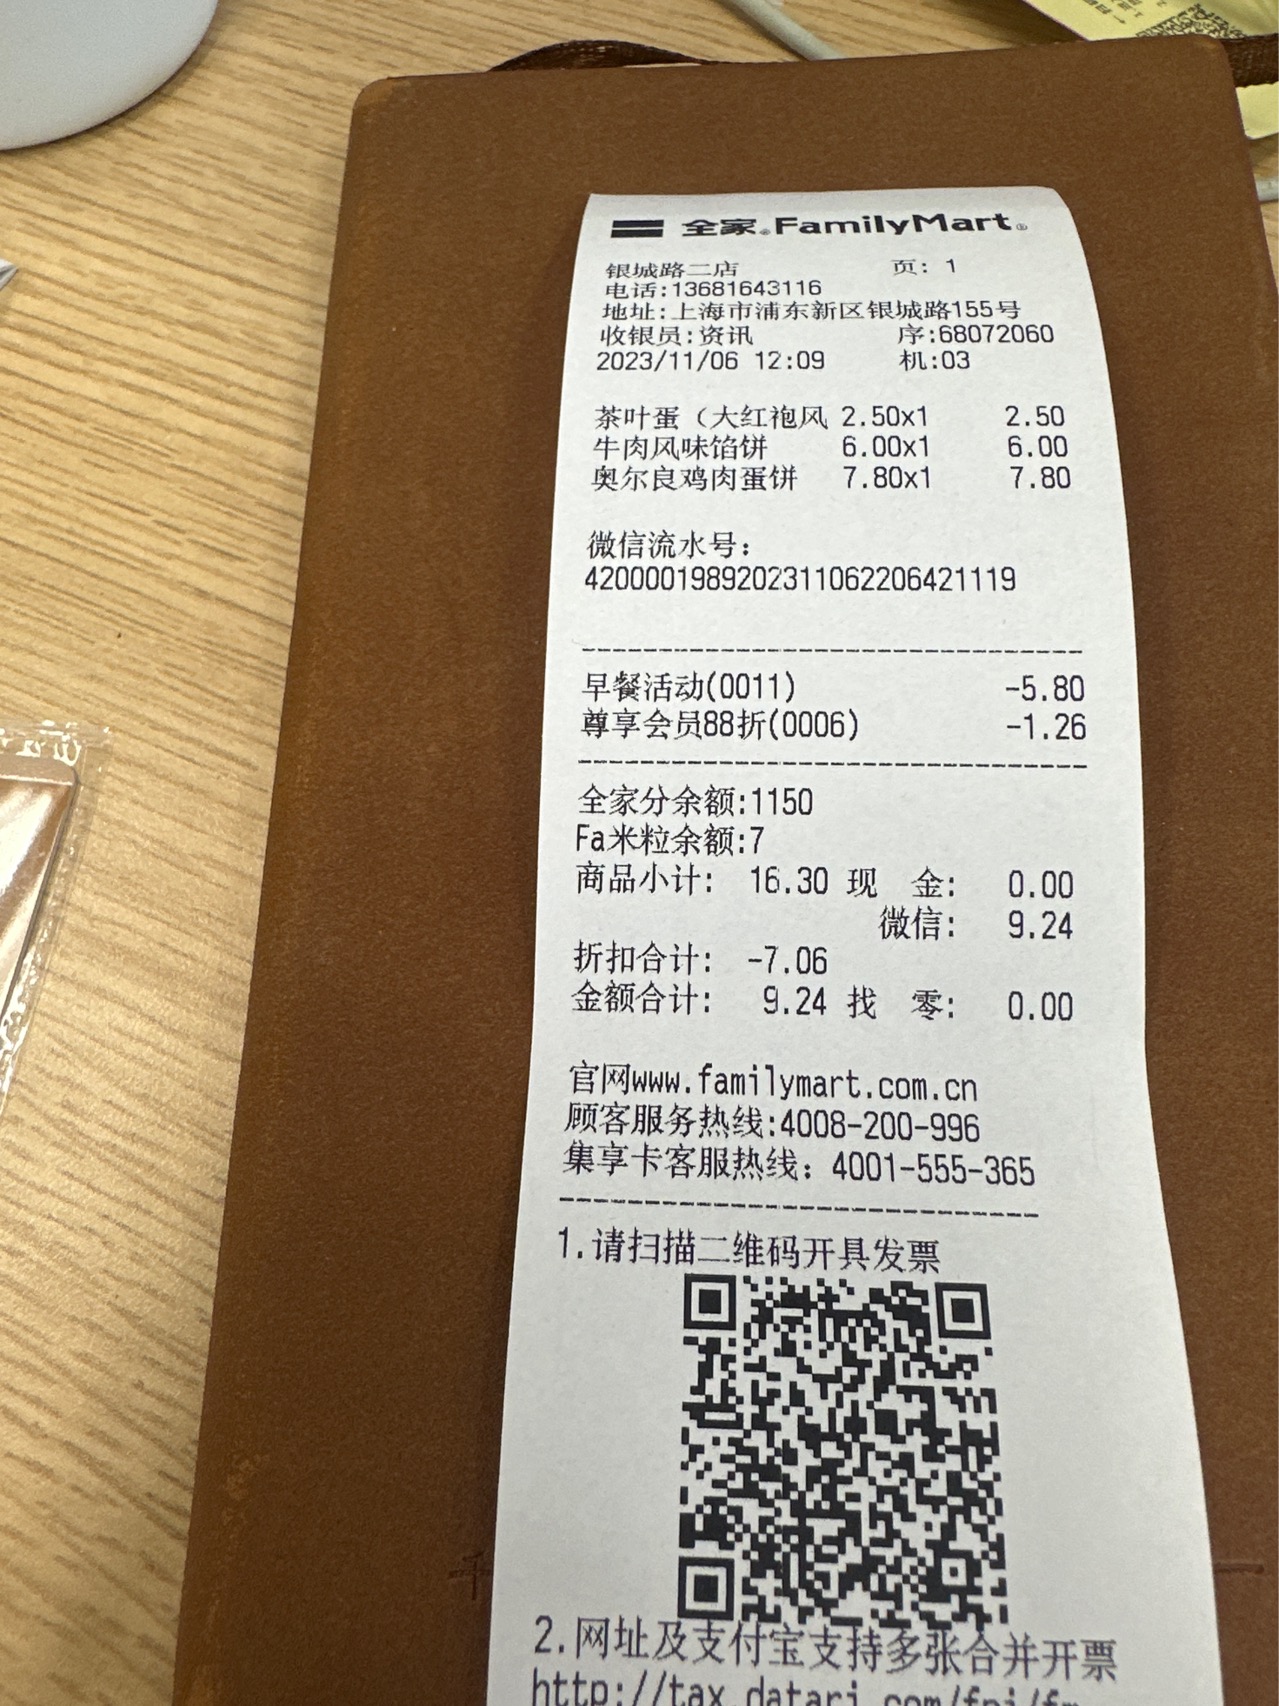 全家 FamilyMart
银城路二店 页: 1
电话:13681643116
地址:上海市浦东新区银城路155号
收银员:资讯 序:68072060
2023/11/06 12:09 机:03
茶叶蛋（大红袍风 2.50x1 2.50
牛肉风味馅饼 6.00x1 6.00
奥尔良鸡肉蛋饼 7.80x1 7.80
微信流水号:
4200001989202311062206421119
早餐活动(0011) -5.80
尊享会员88折(0006) -1.26
全家分余额:1150
Fa米粒余额:7
商品小计: 16.30 现 金: 0.00
微信: 9.24
折扣合计: -7.06
金额合计: 9.24 找 零: 0.00
官网www.familymart.com.cn
顾客服务热线:4008-200-996
集享卡客服热线: 4001-555-365
1.请扫描二维码开具发票
2.网址及支付宝支持多张合并开票
http://tax.datarj.com/fpj/fm